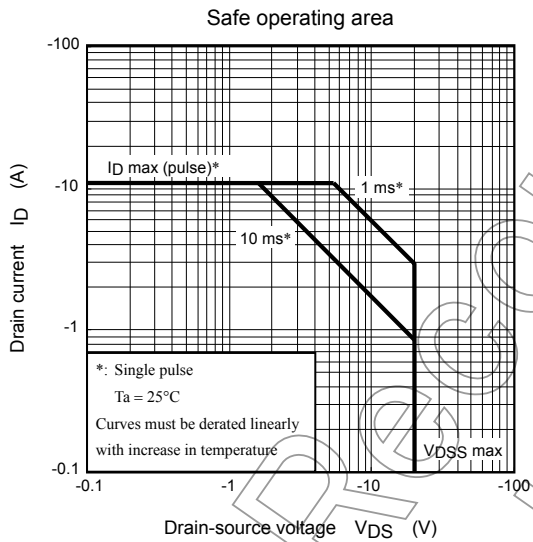 Safe operating area
-100
ID max (pulse)*
-10
1 ms*
10 ms*
Drain current ID (A)
-1
*: Single pulse
Ta = 25°C
Curves must be derated linearly
with increase in temperature
VDSS max
-0.1
-0.1
-1
-10
-100
Drain-source voltage VDS (V)